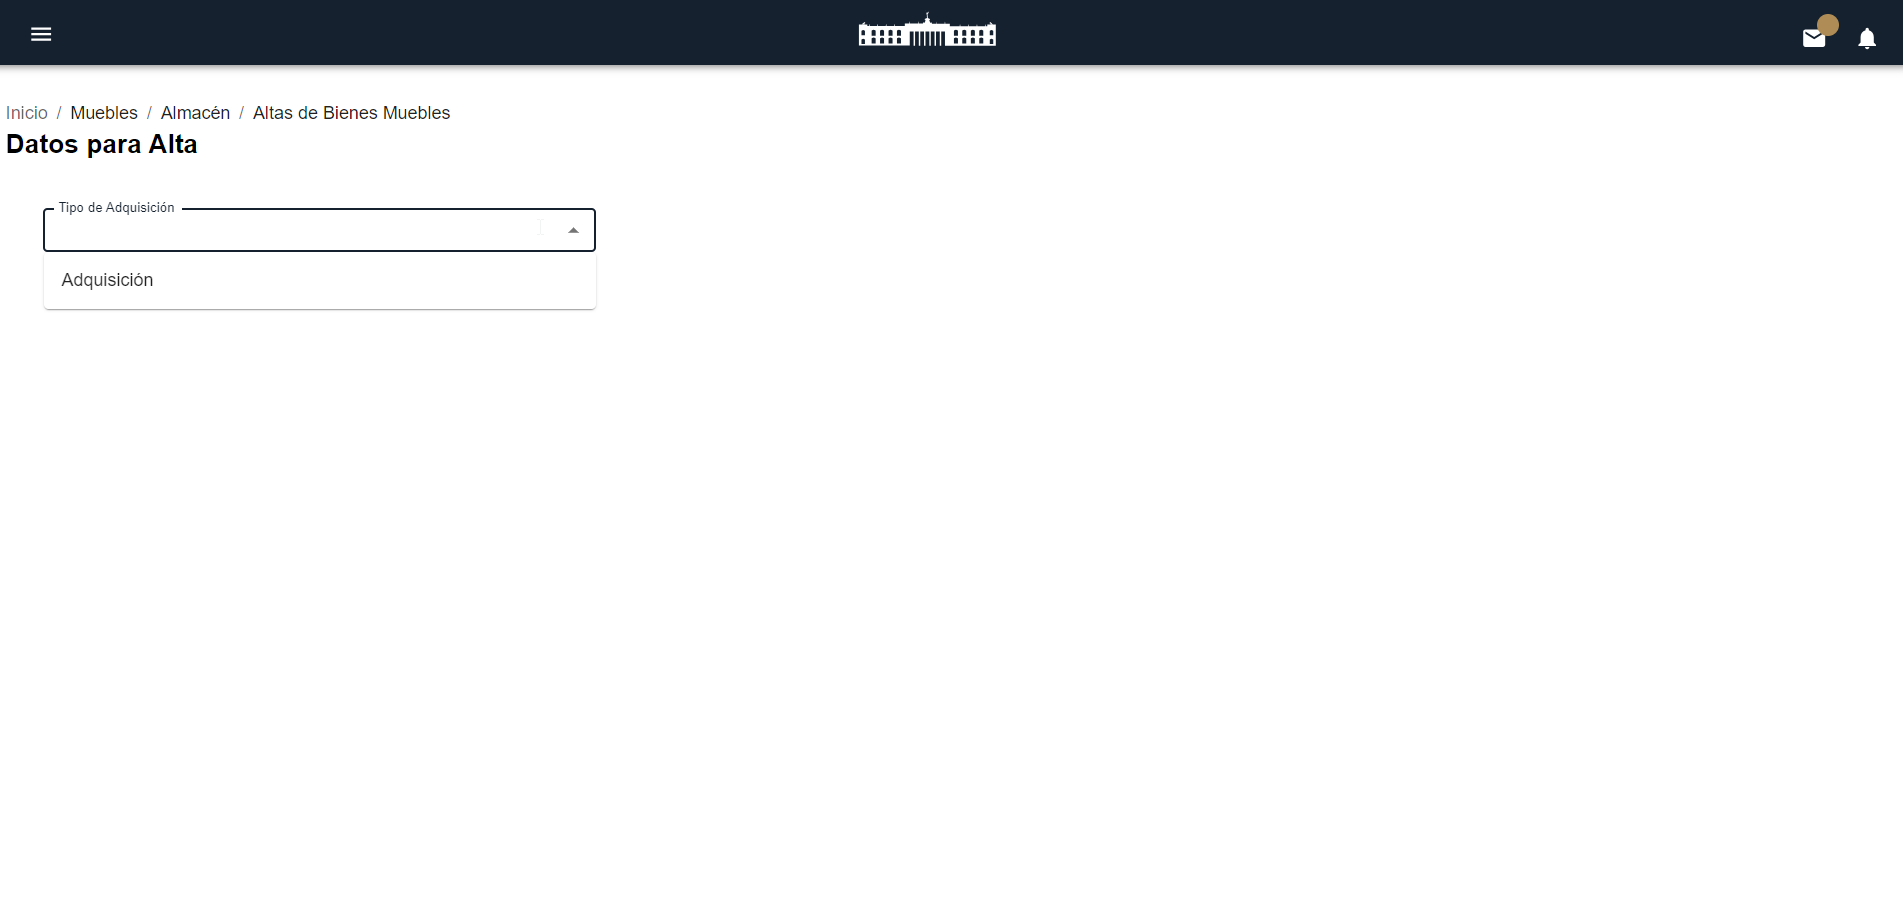 Inicio / Muebles / Almacén / Altas de Bienes Muebles
Datos para Alta
Tipo de Adquisición
Adquisición